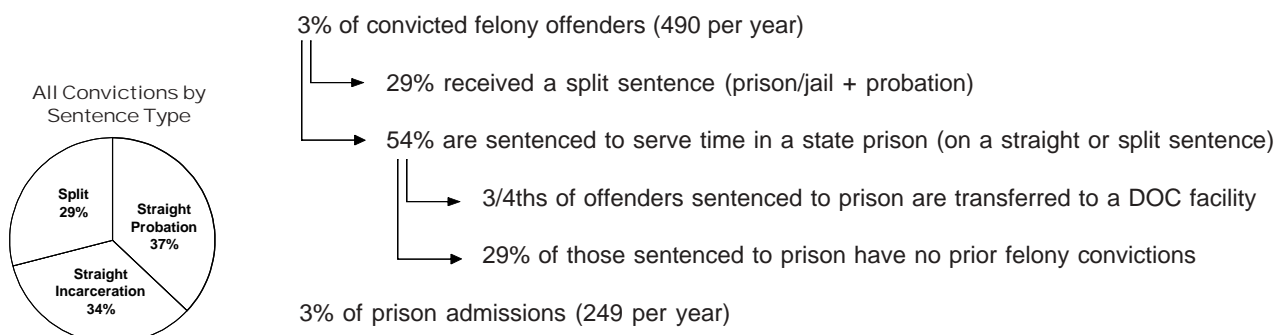 3% of convicted felony offenders (490 per year)
29% received a split sentence (prison/jail + probation)
54% are sentenced to serve time in a state prison (on a straight or split sentence)
3/4ths of offenders sentenced to prison are transferred to a DOC facility
29% of those sentenced to prison have no prior felony convictions
3% of prison admissions (249 per year)
All Convictions by
Sentence Type
Split
29%
Straight
Probation
37%
Straight
Incarceration
34%